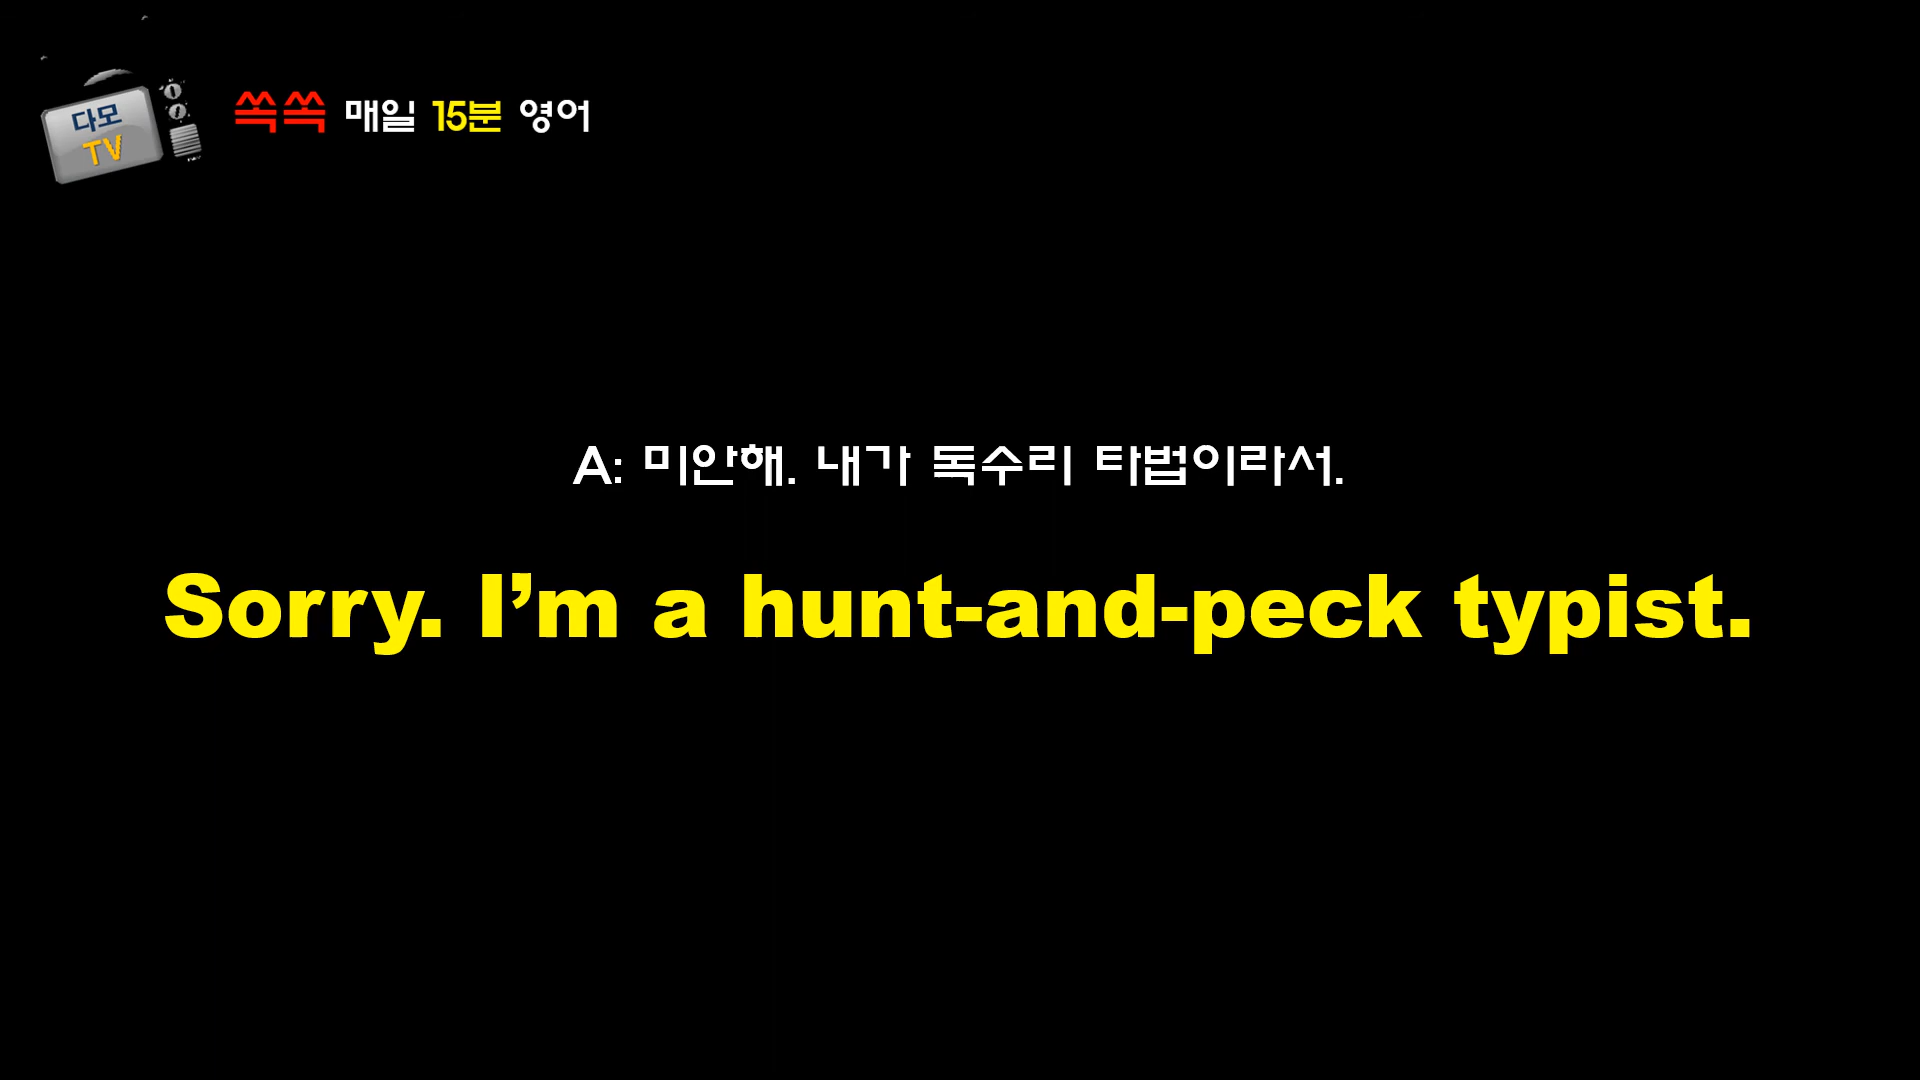 다모
TV
쏙쏙 매일 15분 영어
A: 미안해. 내가 독수리 타법이라서.
Sorry. I’m a hunt-and-peck typist.